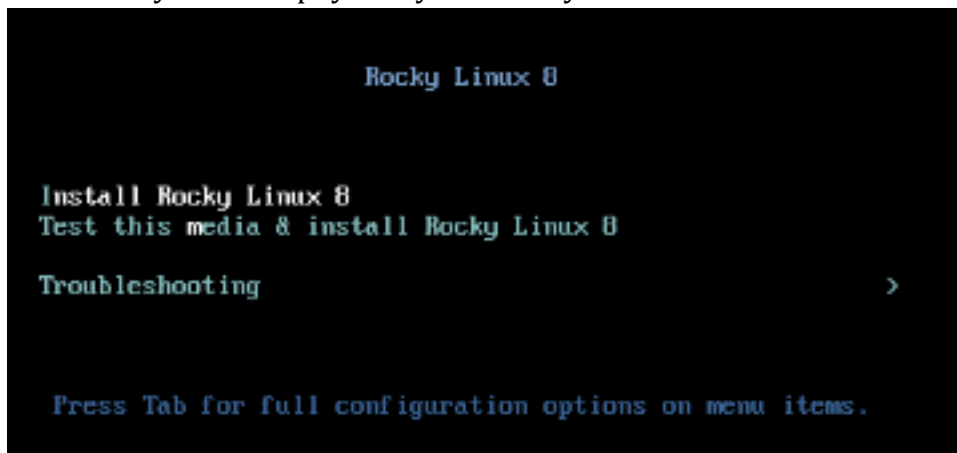 Rocky Linux 8
Install Rocky Linux 8
Test this media & install Rocky Linux 8
Troubleshooting >
Press Tab for full configuration options on menu items.